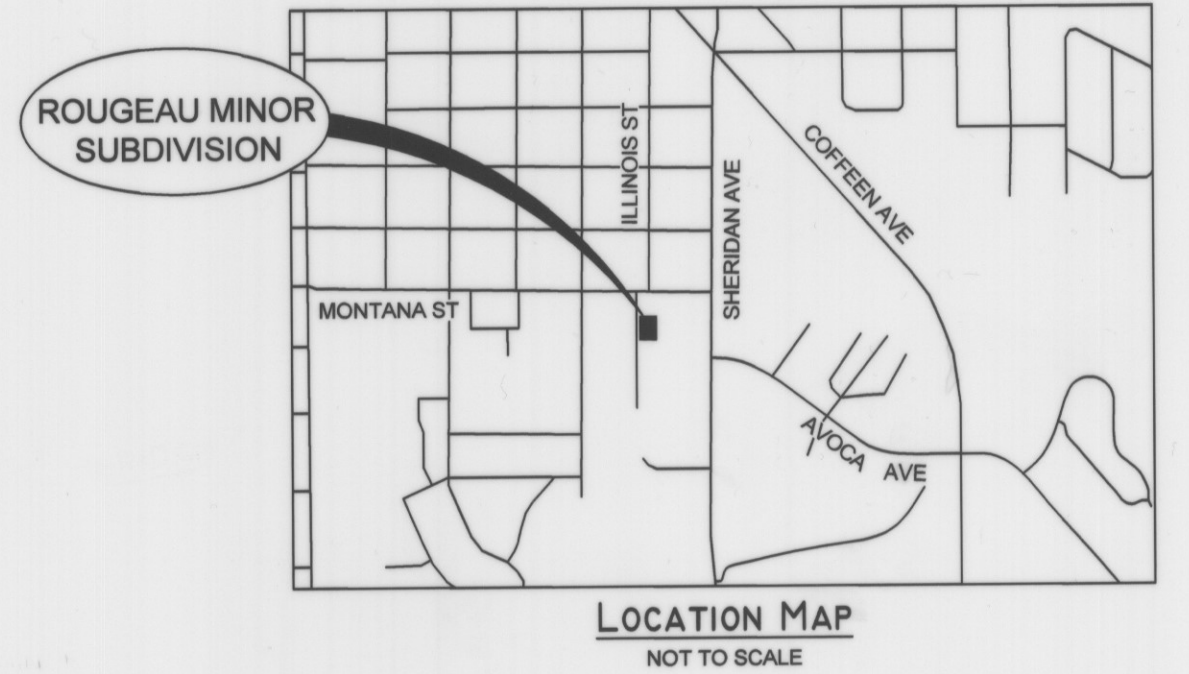 ROUGEAU MINOR
SUBDIVISION
ILLINOIS ST
SHERIDAN AVE
COFFEEN AVE
MONTANA ST
AVOCA
AVE
LOCATION MAP
NOT TO SCALE